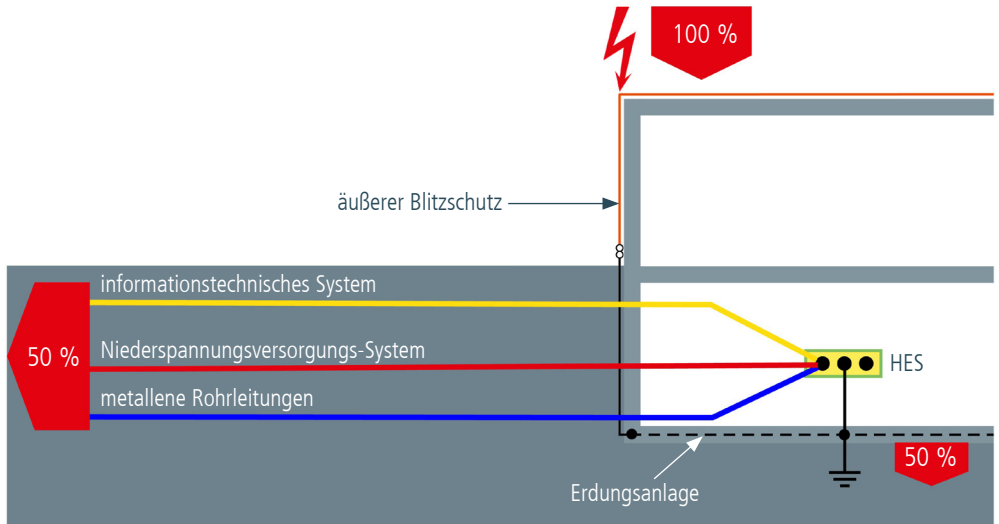 100 %
äußerer Blitzschutz
informationstechnisches System
50 %
Niederspannungsversorgungs-System
HES
metallene Rohrleitungen
50 %
Erdungsanlage